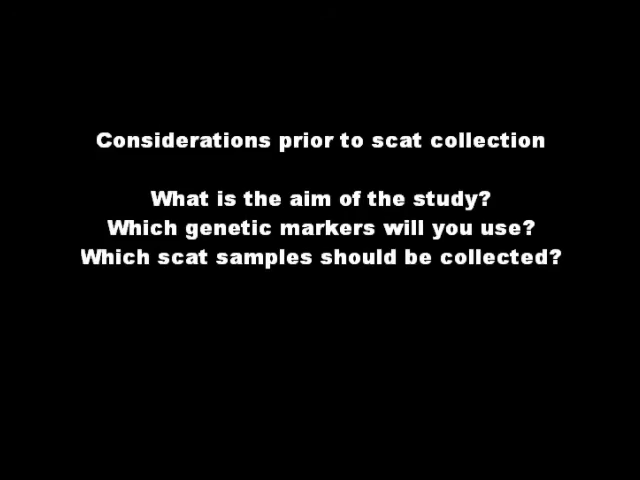 Considerations prior to scat collection
What is the aim of the study?
Which genetic markers will you use?
Which scat samples should be collected?